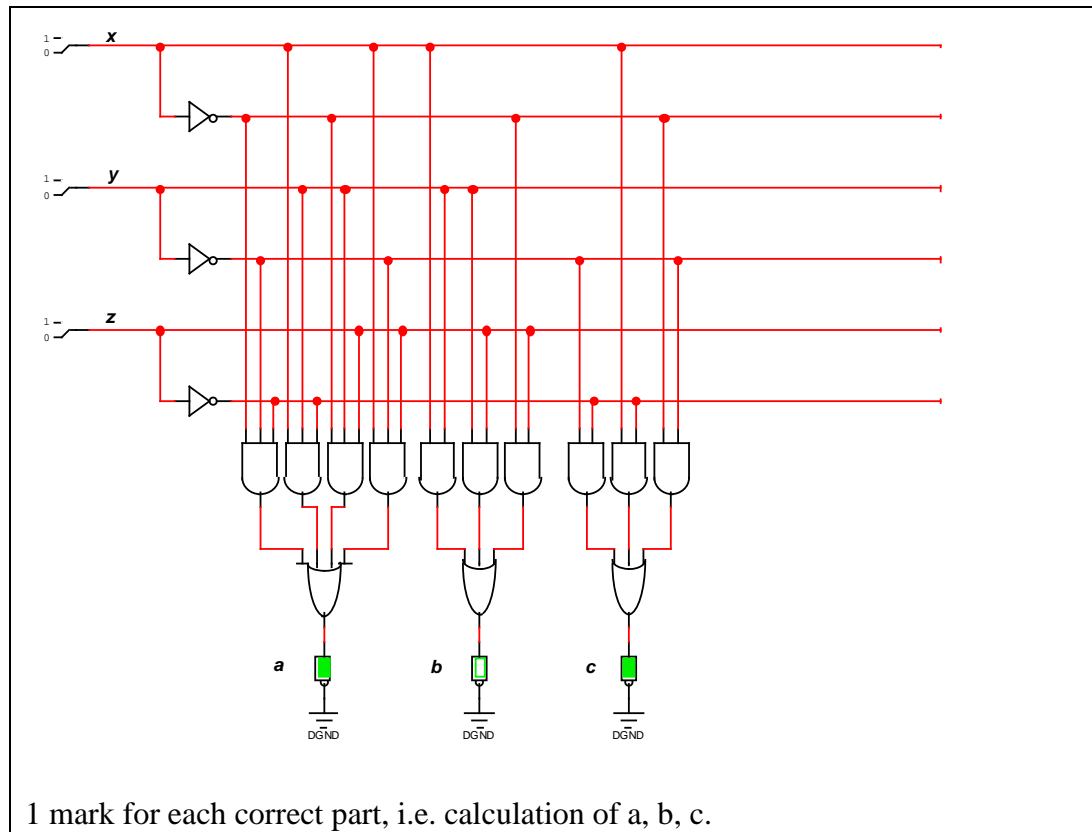 1
0
x
1
0
y
1
0
z
a b c
DGND DGND DGND
1 mark for each correct part, i.e. calculation of a, b, c.